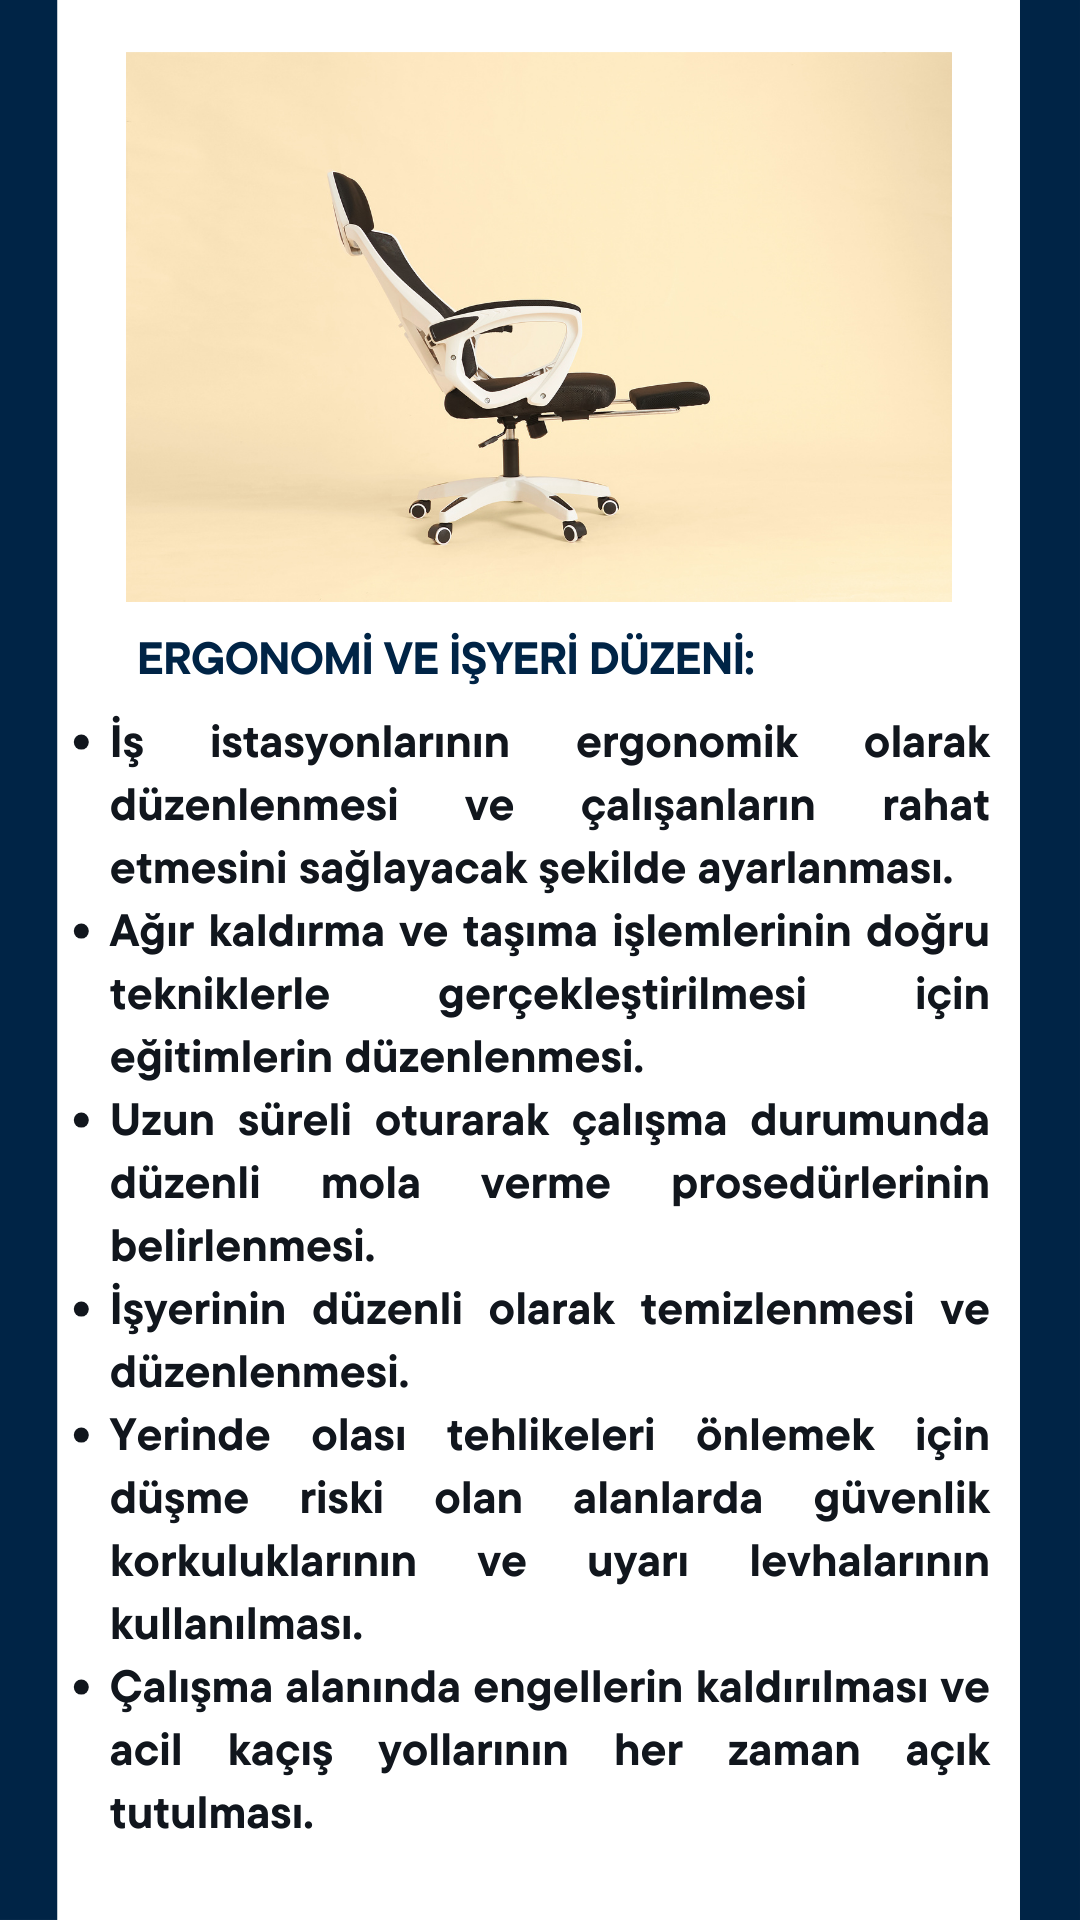 ERGONOMİ VE İŞYERİ DÜZENİ:
• İş istasyonlarının ergonomik olarak
düzenlenmesi ve çalışanların rahat
etmesini sağlayacak şekilde ayarlanması.
• Ağır kaldırma ve taşıma işlemlerinin doğru
tekniklerle gerçekleştirilmesi için
eğitimlerin düzenlenmesi.
• Uzun süreli oturarak çalışma durumunda
düzenli mola verme prosedürlerinin
belirlenmesi.
• İşyerinin düzenli olarak temizlenmesi ve
düzenlenmesi.
• Yerinde olası tehlikeleri önlemek için
düşme riski olan alanlarda güvenlik
korkuluklarının ve uyarı levhalarının
kullanılması.
• Çalışma alanında engellerin kaldırılması ve
acil kaçış yollarının her zaman açık
tutulması.